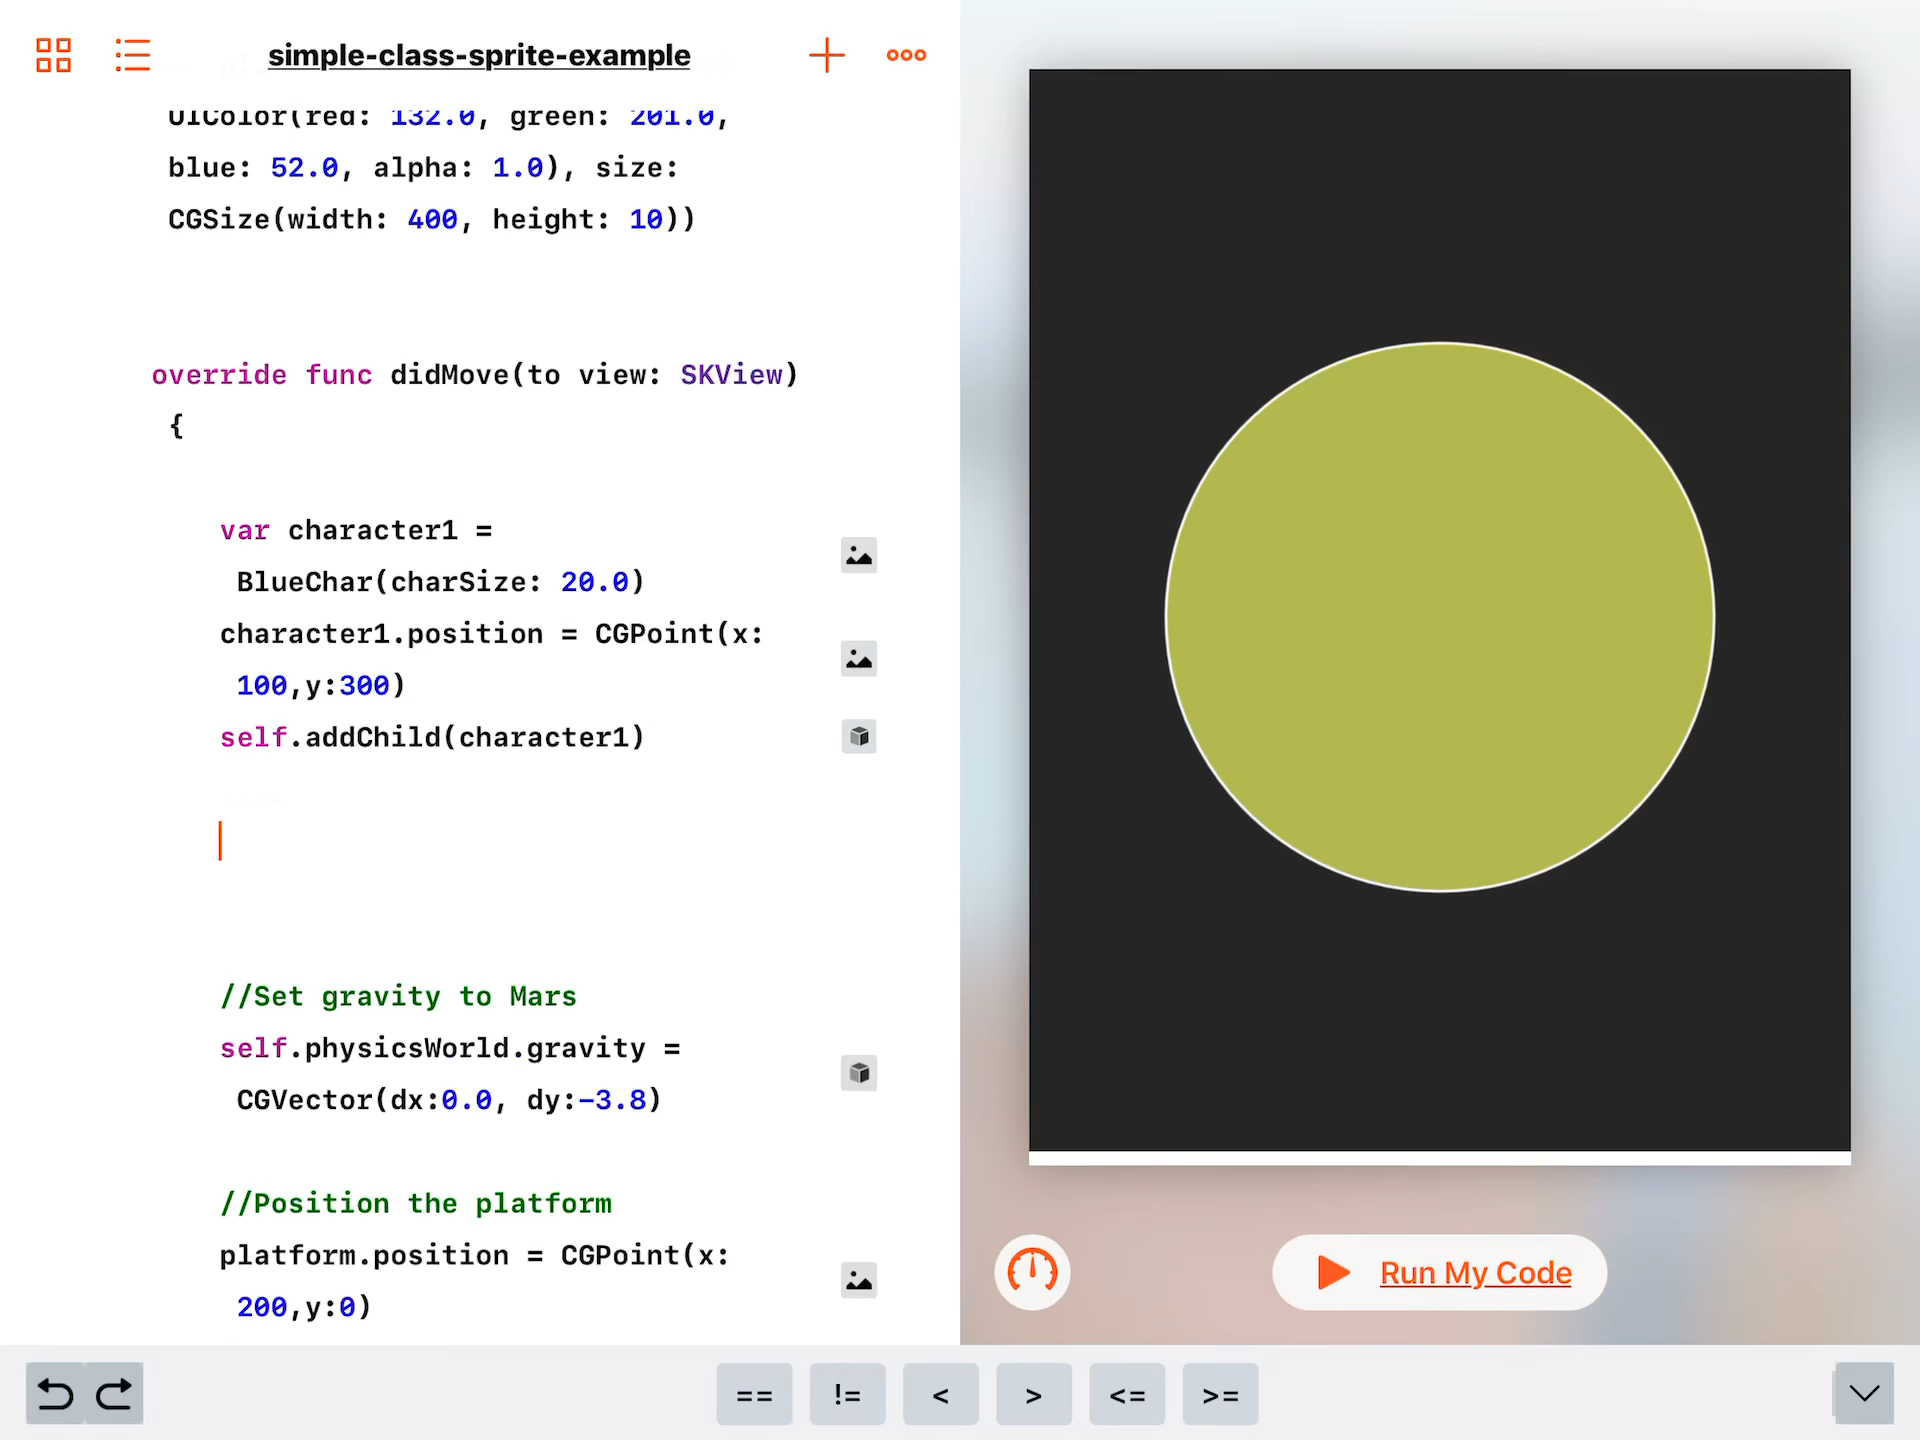 simple-class-sprite-example
UIColor(red: 132.0, green: 201.0,
blue: 52.0, alpha: 1.0), size:
CGSize(width: 400, height: 10))
override func didMove(to view: SKView)
{
var character1 =
BlueChar(charSize: 20.0)
character1.position = CGPoint(x:
100,y:300)
self.addChild(character1)
//Set gravity to Mars
self.physicsWorld.gravity =
CGVector(dx:0.0, dy:-3.8)
//Position the platform
platform.position = CGPoint(x:
200,y:0)
Run My Code
== != < > <= >=